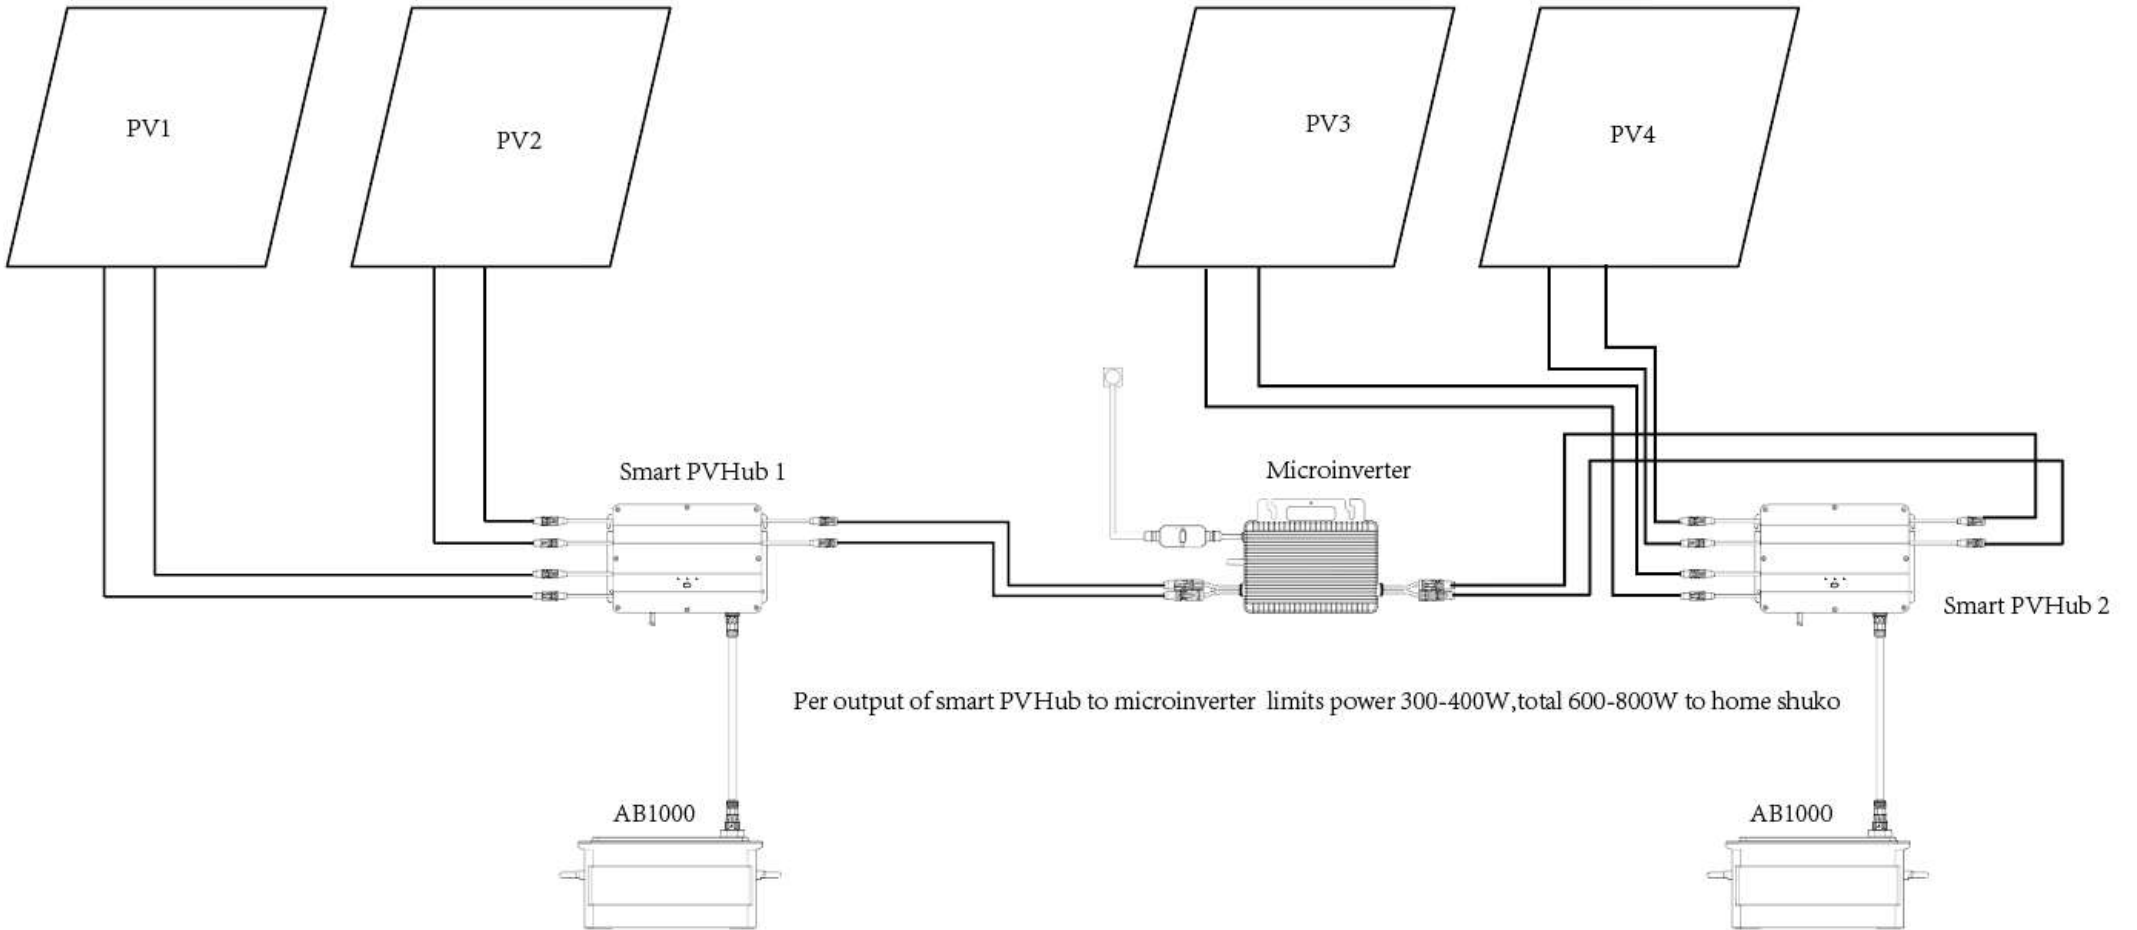 PV1
PV2
PV3
PV4
Smart PVHub 1
Microinverter
Smart PVHub 2
Per output of smart PVHub to microinverter limits power 300-400W,total 600-800W to home shuko
AB1000
AB1000